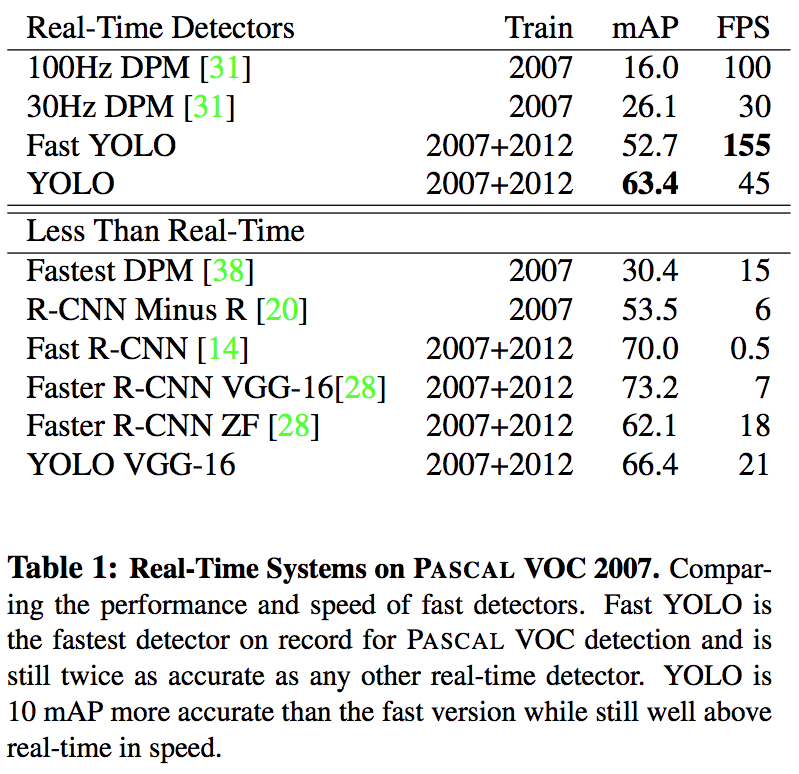 Real-Time Detectors Train mAP FPS
100Hz DPM [31] 2007 16.0 100
30Hz DPM [31] 2007 26.1 30
Fast YOLO 2007+2012 52.7 155
YOLO 2007+2012 63.4 45
Less Than Real-Time
Fastest DPM [38] 2007 30.4 15
R-CNN Minus R [20] 2007 53.5 6
Fast R-CNN [14] 2007+2012 70.0 0.5
Faster R-CNN VGG-16[28] 2007+2012 73.2 7
Faster R-CNN ZF [28] 2007+2012 62.1 18
YOLO VGG-16 2007+2012 66.4 21
Table 1: Real-Time Systems on PASCAL VOC 2007. Compar-
ing the performance and speed of fast detectors. Fast YOLO is
the fastest detector on record for PASCAL VOC detection and is
still twice as accurate as any other real-time detector. YOLO is
10 mAP more accurate than the fast version while still well above
real-time in speed.